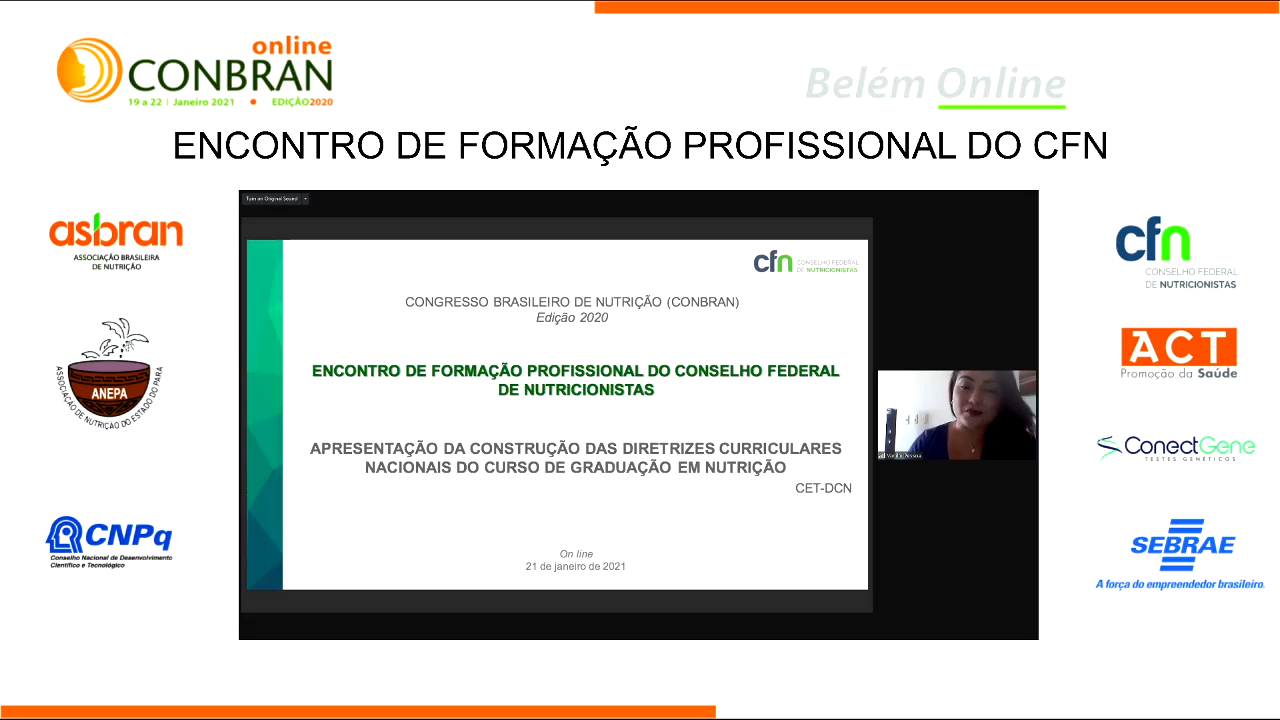 online
CONBRAN
19 a 22 | Janeiro 2021 • EDIÇÃO2020
Belém Online
ENCONTRO DE FORMAÇÃO PROFISSIONAL DO CFN
asbran
ASSOCIAÇÃO BRASILEIRA
DE NUTRIÇÃO
ANEPA
ASSOCIAÇÃO DE NUTRIÇÃO DO ESTADO DO PARÁ
CNPq
Conselho Nacional de Desenvolvimento
Científico e Tecnológico
Turn on Original Sound
cfn
CONSELHO FEDERAL
DE NUTRICIONISTAS
CONGRESSO BRASILEIRO DE NUTRIÇÃO (CONBRAN)
Edição 2020
ENCONTRO DE FORMAÇÃO PROFISSIONAL DO CONSELHO FEDERAL
DE NUTRICIONISTAS
APRESENTAÇÃO DA CONSTRUÇÃO DAS DIRETRIZES CURRICULARES
NACIONAIS DO CURSO DE GRADUAÇÃO EM NUTRIÇÃO
CET-DCN
On line
21 de janeiro de 2021
cfn
CONSELHO FEDERAL
DE NUTRICIONISTAS
ACT
Promoção da Saúde
ConectGene
TESTES GENÉTICOS
SEBRAE
A força do empreendedor brasileiro.